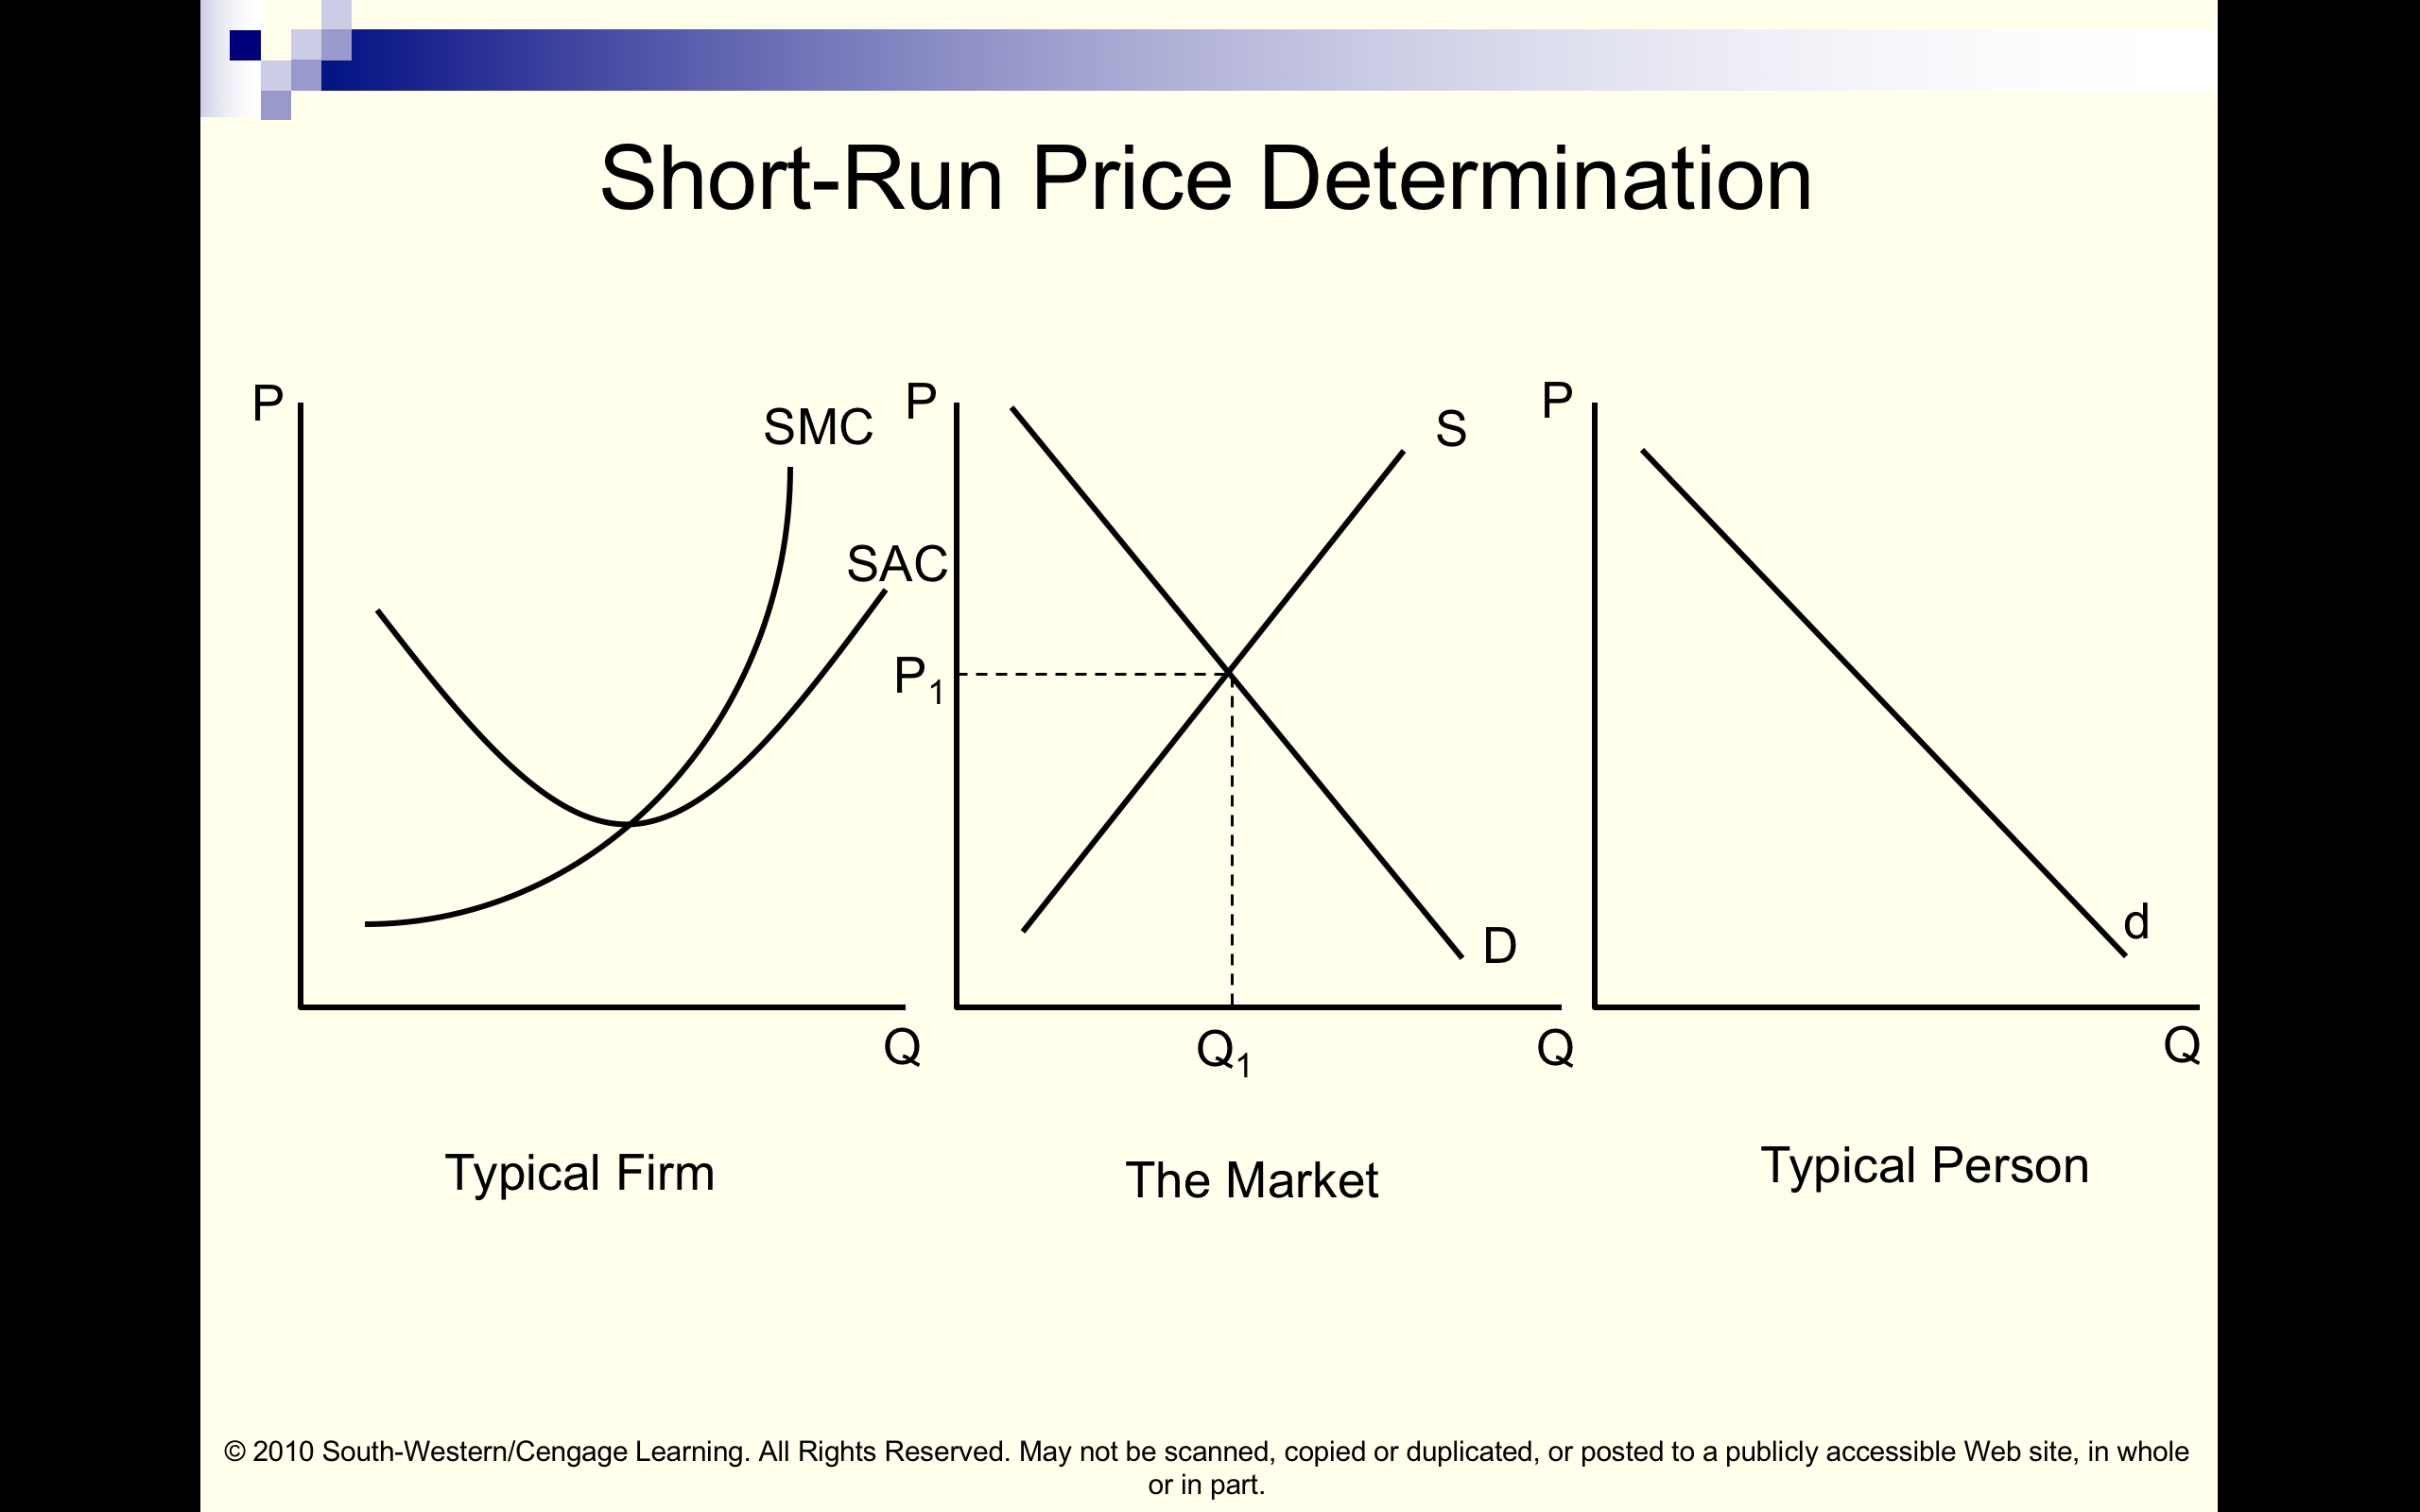 Short-Run Price Determination
P
SMC
SAC
Q
Typical Firm
P
S
P1
D
Q1
Q
The Market
P
d
Q
Typical Person
© 2010 South-Western/Cengage Learning. All Rights Reserved. May not be scanned, copied or duplicated, or posted to a publicly accessible Web site, in whole
or in part.